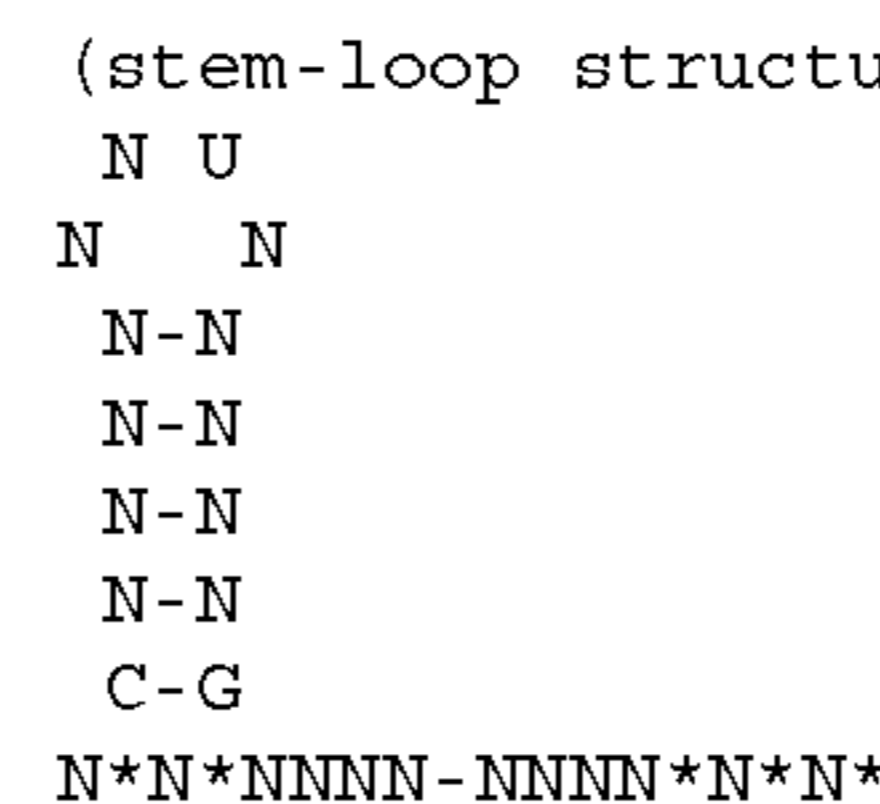 (stem-loop structu
N U
N N
N-N
N-N
N-N
N-N
C-G
N*N*NNNN-NNNN*N*N*